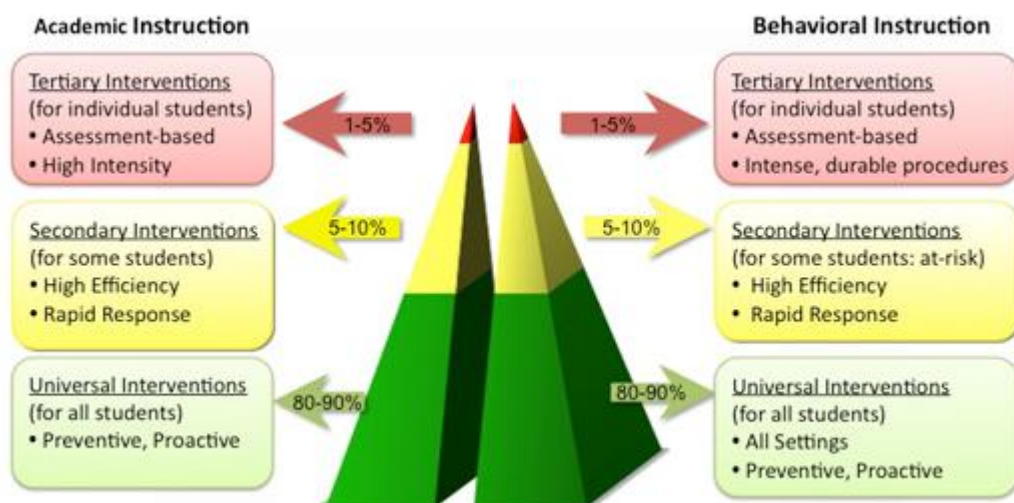 Academic Instruction
Tertiary Interventions
(for individual students)
• Assessment-based
• High Intensity
1-5%
Secondary Interventions
(for some students)
• High Efficiency
• Rapid Response
5-10%
Universal Interventions
(for all students)
• Preventive, Proactive
80-90%
Behavioral Instruction
1-5%
Tertiary Interventions
(for individual students)
• Assessment-based
• Intense, durable procedures
5-10%
Secondary Interventions
(for some students: at-risk)
• High Efficiency
• Rapid Response
80-90%
Universal Interventions
(for all students)
• All Settings
• Preventive, Proactive